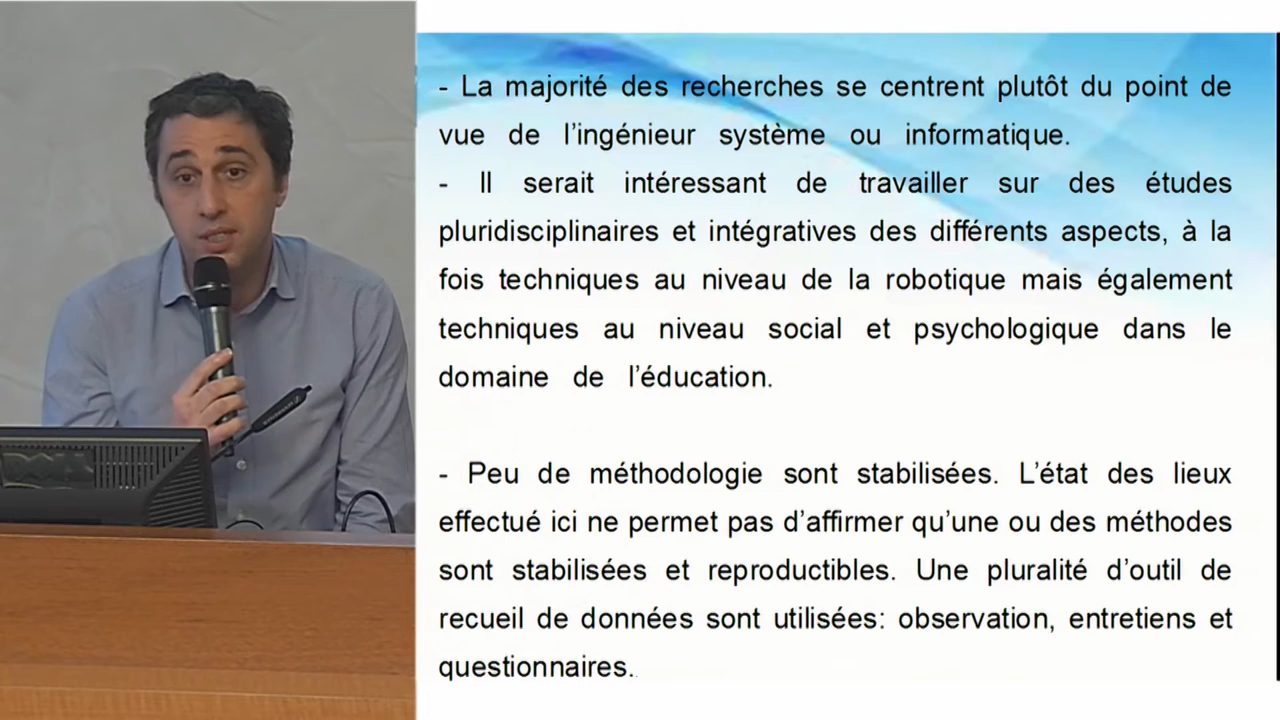 - La majorité des recherches se centrent plutôt du point de
vue de l’ingénieur système ou informatique.
- Il serait intéressant de travailler sur des études
pluridisciplinaires et intégratives des différents aspects, à la
fois techniques au niveau de la robotique mais également
techniques au niveau social et psychologique dans le
domaine de l’éducation.
- Peu de méthodologie sont stabilisées. L’état des lieux
effectué ici ne permet pas d’affirmer qu’une ou des méthodes
sont stabilisées et reproductibles. Une pluralité d’outil de
recueil de données sont utilisées: observation, entretiens et
questionnaires.